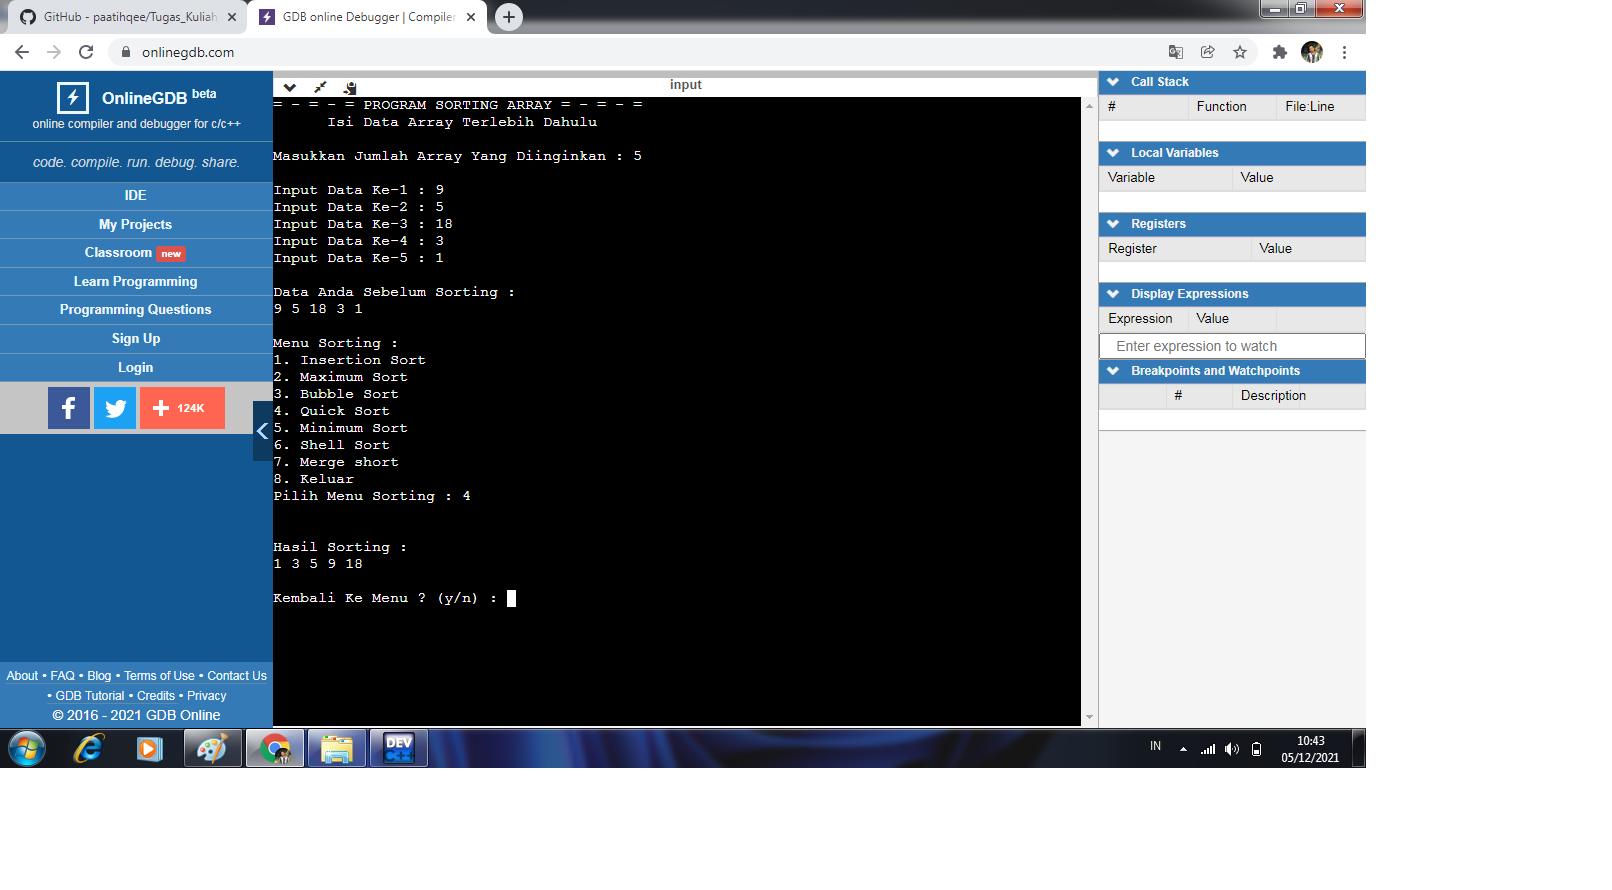 GitHub - paatihqee/Tugas_Kuliah
GDB online Debugger | Compiler
onlinegdb.com
OnlineGDB beta
online compiler and debugger for c/c++
code. compile. run. debug. share.
IDE
My Projects
Classroom new
Learn Programming
Programming Questions
Sign Up
Login
124K
About • FAQ • Blog • Terms of Use • Contact Us
• GDB Tutorial • Credits • Privacy
© 2016 - 2021 GDB Online
input
= - = - = PROGRAM SORTING ARRAY = - = - =
Isi Data Array Terlebih Dahulu
Masukkan Jumlah Array Yang Diinginkan : 5
Input Data Ke-1 : 9
Input Data Ke-2 : 5
Input Data Ke-3 : 18
Input Data Ke-4 : 3
Input Data Ke-5 : 1
Data Anda Sebelum Sorting :
9 5 18 3 1
Menu Sorting :
1. Insertion Sort
2. Maximum Sort
3. Bubble Sort
4. Quick Sort
5. Minimum Sort
6. Shell Sort
7. Merge short
8. Keluar
Pilih Menu Sorting : 4
Hasil Sorting :
1 3 5 9 18
Kembali Ke Menu ? (y/n) :
Call Stack
# Function File:Line
Local Variables
Variable Value
Registers
Register Value
Display Expressions
Expression Value
Enter expression to watch
Breakpoints and Watchpoints
# Description
DEV C++
IN
10:43
05/12/2021